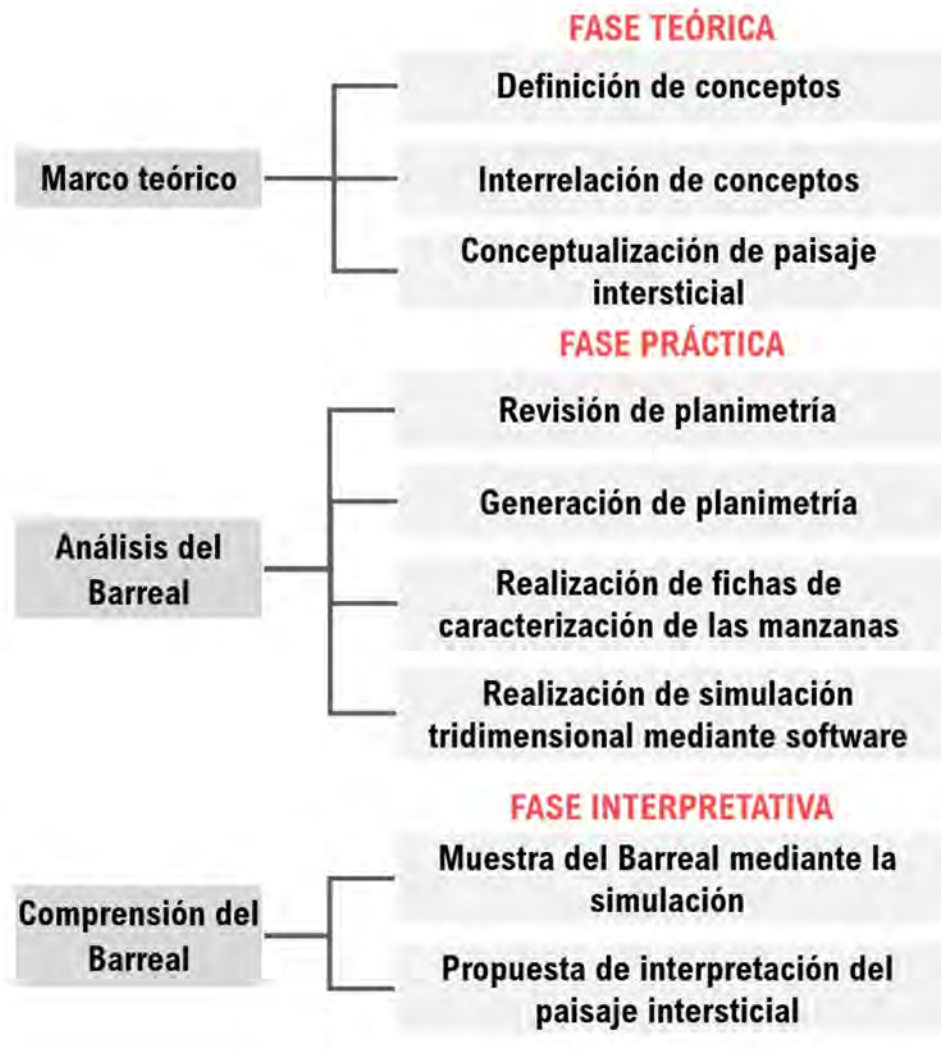 FASE TEÓRICA
Definición de conceptos
Marco teórico
Interrelación de conceptos
Conceptualización de paisaje
intersticial
FASE PRÁCTICA
Revisión de planimetría
Generación de planimetría
Análisis del
Barreal
Realización de fichas de
caracterización de las manzanas
Realización de simulación
tridimensional mediante software
FASE INTERPRETATIVA
Muestra del Barreal mediante la
simulación
Comprensión del
Barreal
Propuesta de interpretación del
paisaje intersticial